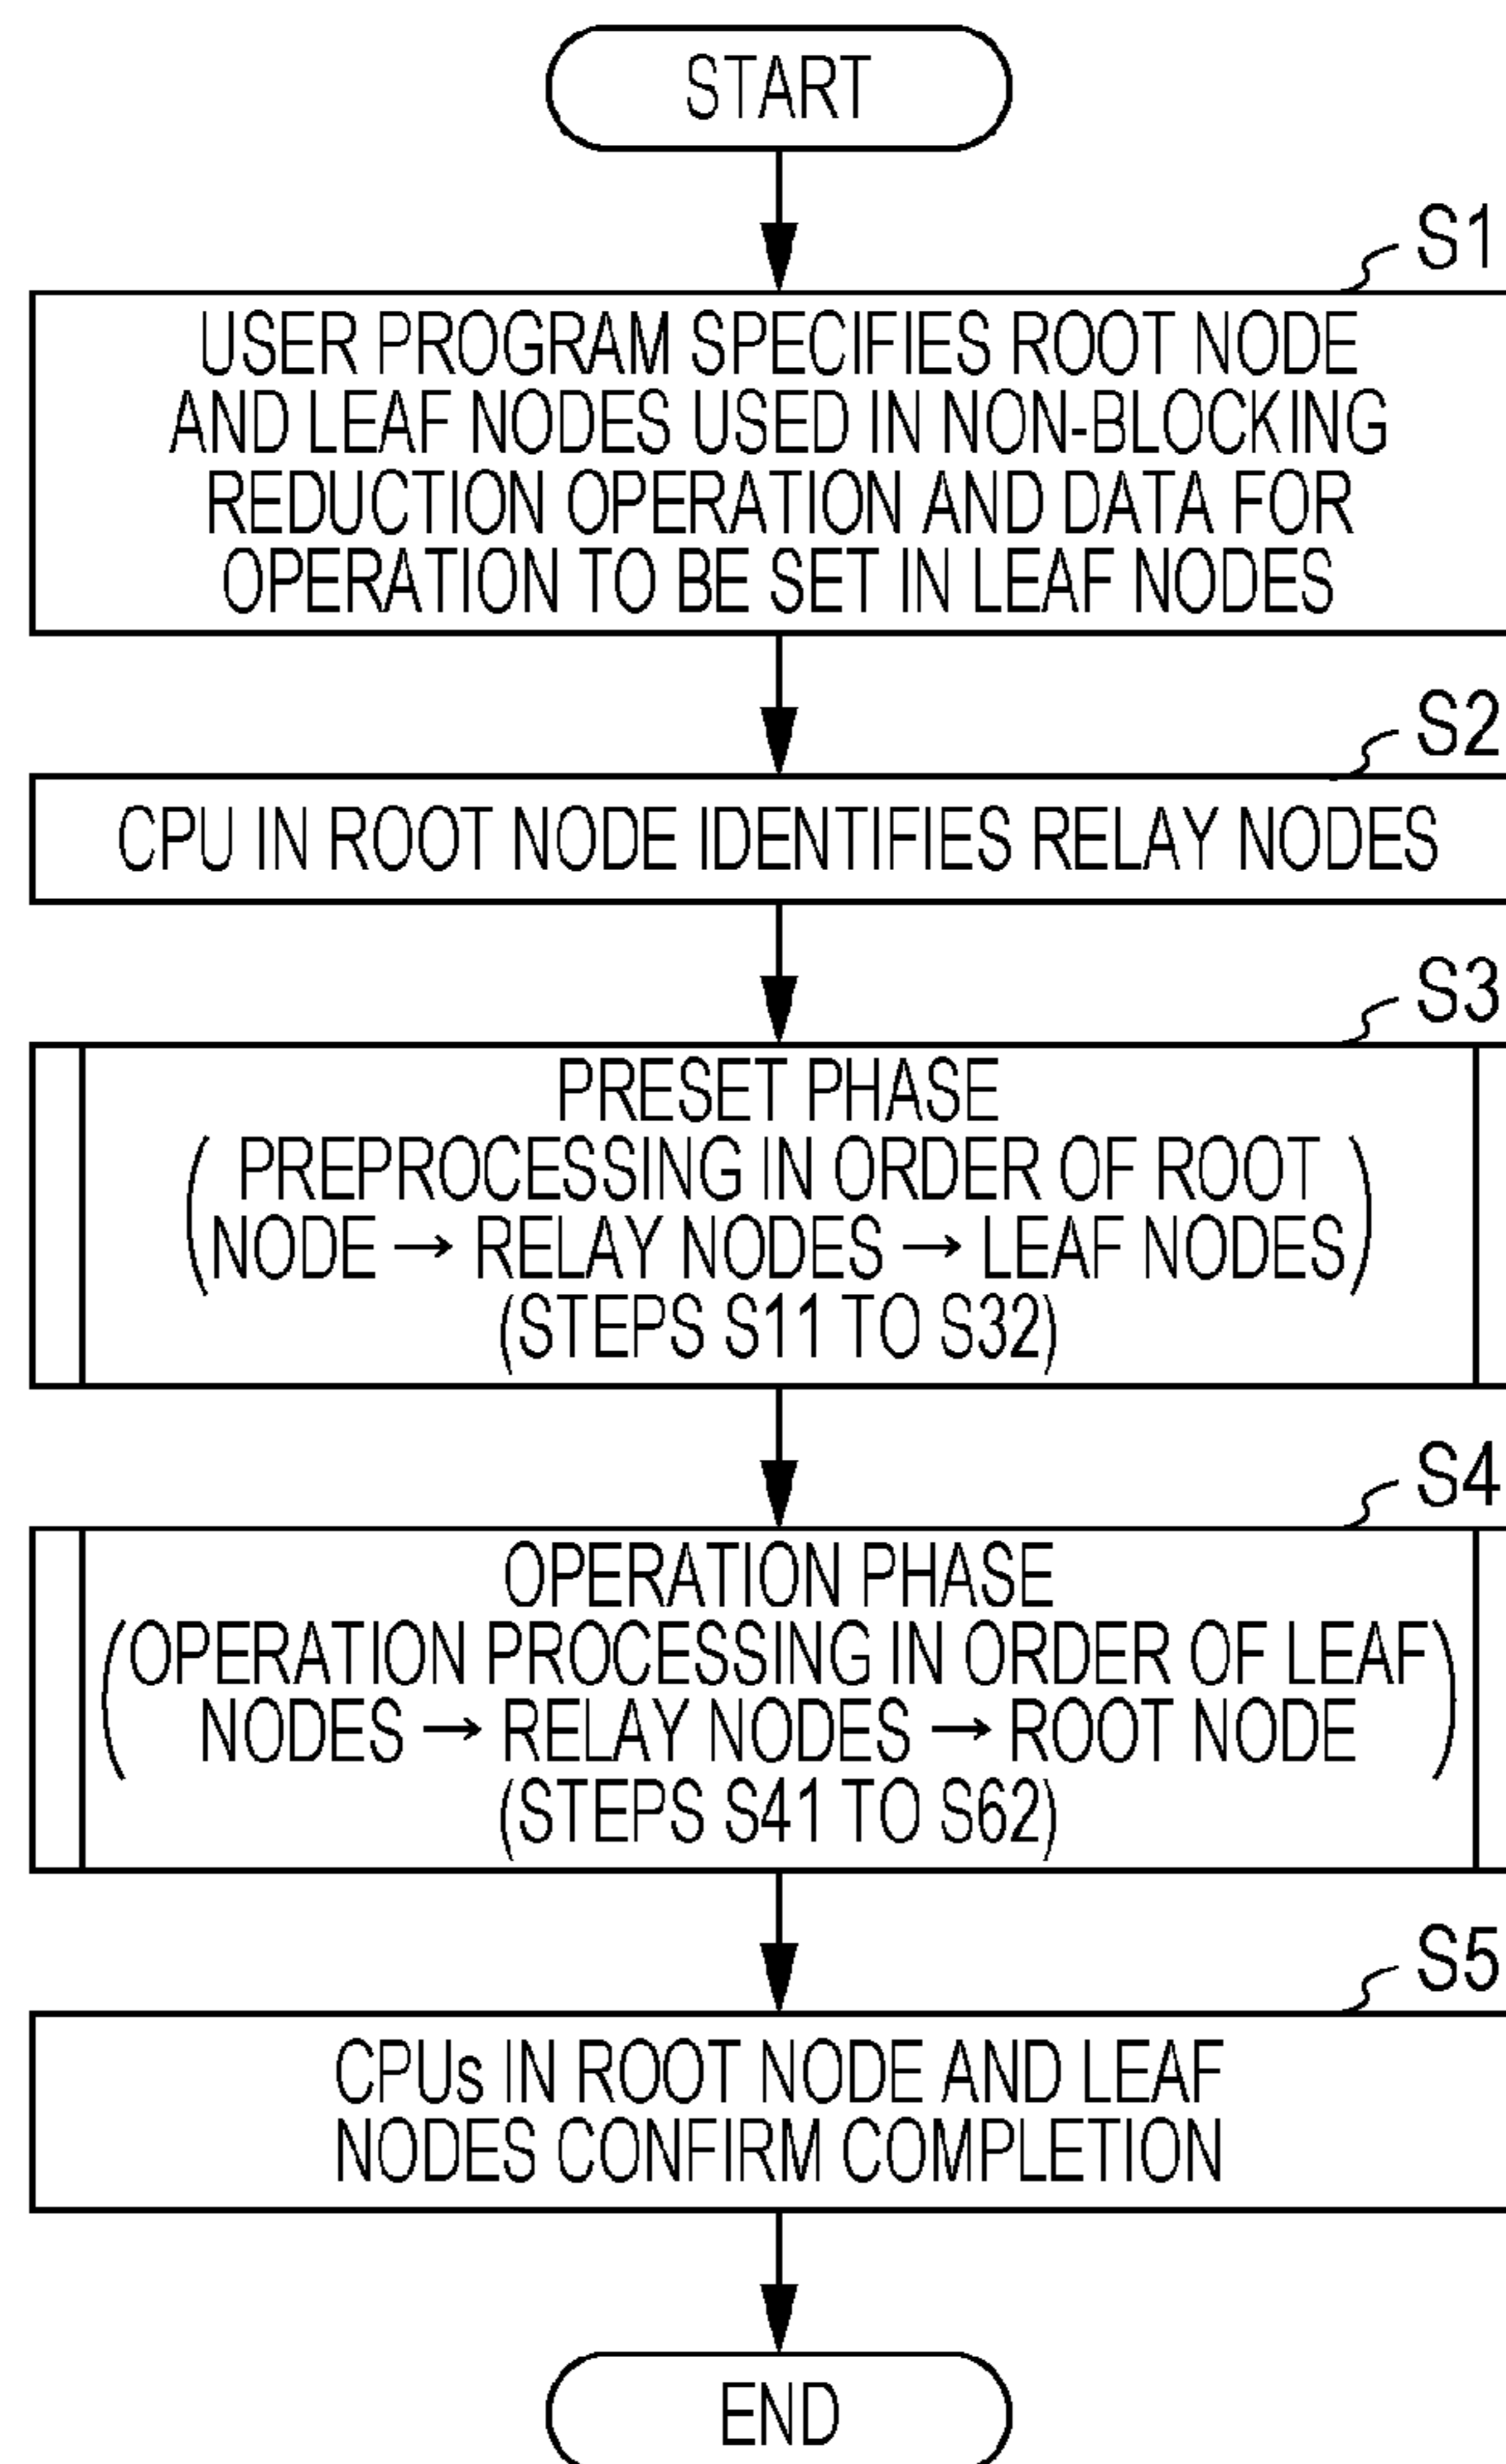 START
S1
USER PROGRAM SPECIFIES ROOT NODE
AND LEAF NODES USED IN NON-BLOCKING
REDUCTION OPERATION AND DATA FOR
OPERATION TO BE SET IN LEAF NODES
S2
CPU IN ROOT NODE IDENTIFIES RELAY NODES
S3
PRESET PHASE
(PREPROCESSING IN ORDER OF ROOT
NODE → RELAY NODES → LEAF NODES)
(STEPS S11 TO S32)
S4
OPERATION PHASE
(OPERATION PROCESSING IN ORDER OF LEAF
NODES → RELAY NODES → ROOT NODE)
(STEPS S41 TO S62)
S5
CPUs IN ROOT NODE AND LEAF
NODES CONFIRM COMPLETION
END